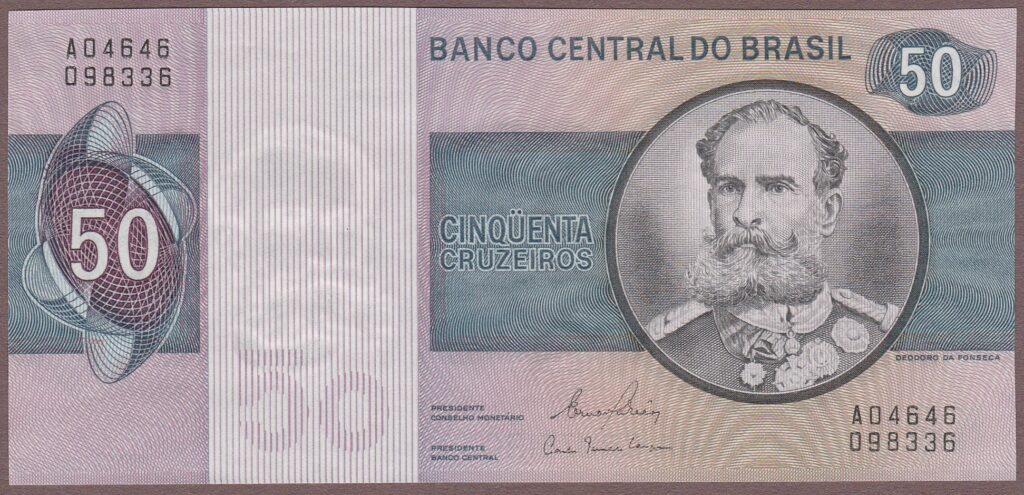 A04646
098336
BANCO CENTRAL DO BRASIL
50
50
CINQÜENTA
CRUZEIROS
DEODORO DA FONSECA
50
PRESIDENTE
CONSELHO MONETÁRIO
PRESIDENTE
BANCO CENTRAL
A04646
098336